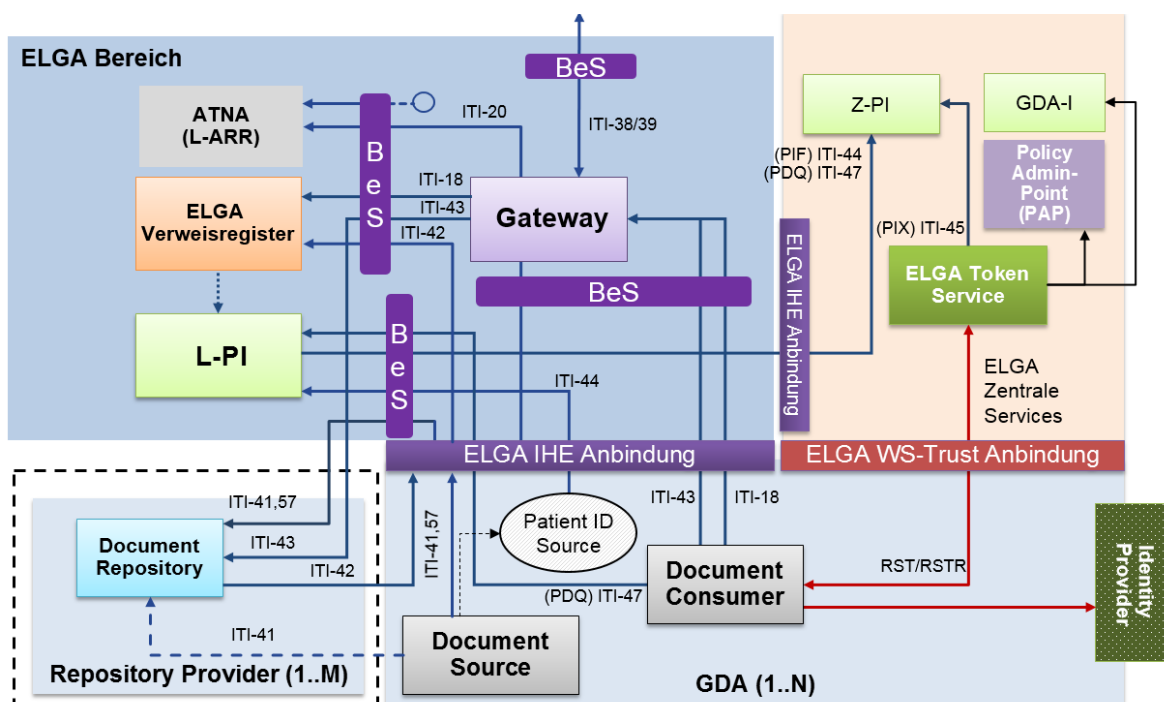 ELGA Bereich
BeS
ATNA
(L-ARR)
ITI-20
ITI-38/39
Z-PI
GDA-I
BeS
(PIF) ITI-44
(PDQ) ITI-47
Policy
Admin-
Point
(PAP)
ELGA
Verweisregister
ITI-18
ITI-43
ITI-42
Gateway
(PIX) ITI-45
ELGA IHE Anbindung
ELGA Token
Service
BeS
L-PI
BeS
ITI-44
ELGA
Zentrale
Services
ELGA IHE Anbindung
ELGA WS-Trust Anbindung
ITI-41,57
ITI-43
ITI-18
Document
Repository
ITI-43
ITI-42
ITI-41,57
Patient ID
Source
Document
Consumer
RST/RSTR
Identity
Provider
(PDQ) ITI-47
ITI-41
Document
Source
Repository Provider (1..M)
GDA (1..N)